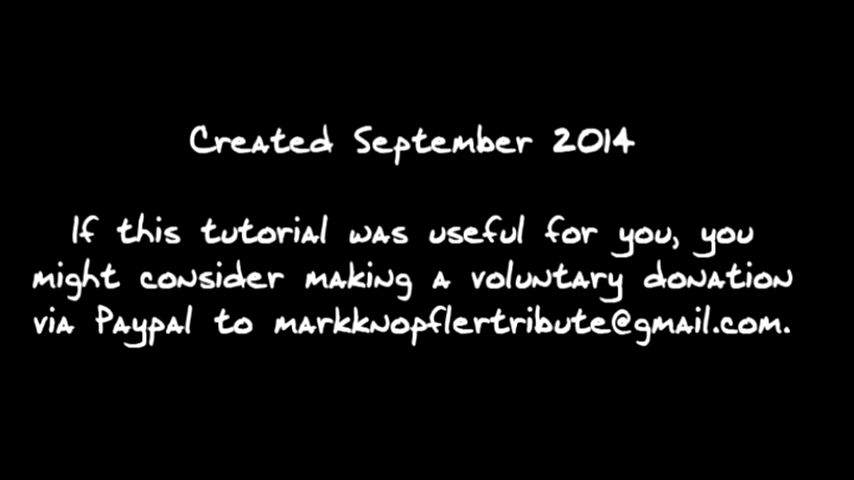 Created September 2014
If this tutorial was useful for you, you
might consider making a voluntary donation
via Paypal to markknopflertribute@gmail.com.